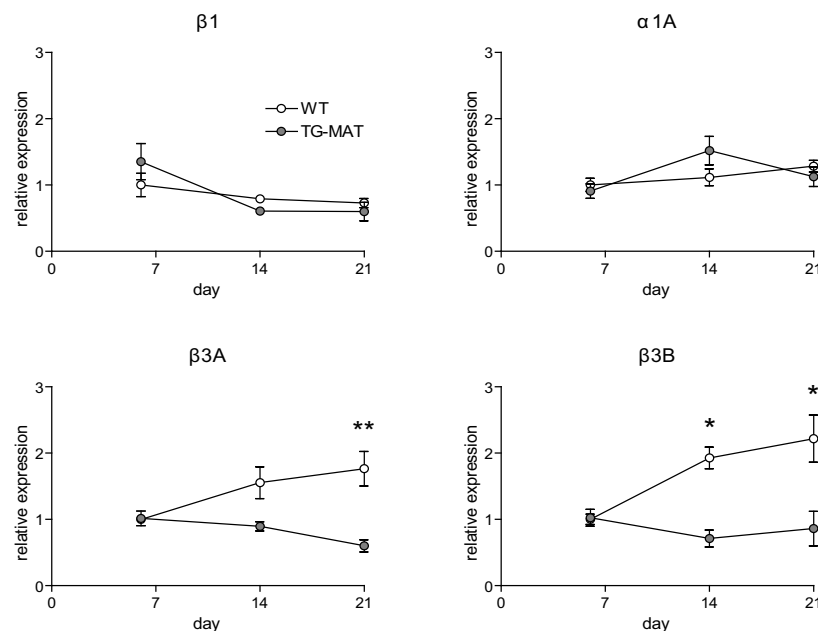 β1
relative expression
3
2
1
0
0 7 14 21
day
WT
TG-MAT
α1A
relative expression
3
2
1
0
0 7 14 21
day
β3A
relative expression
3
2
1
0
0 7 14 21
day
**
β3B
relative expression
3
2
1
0
0 7 14 21
day
*
*